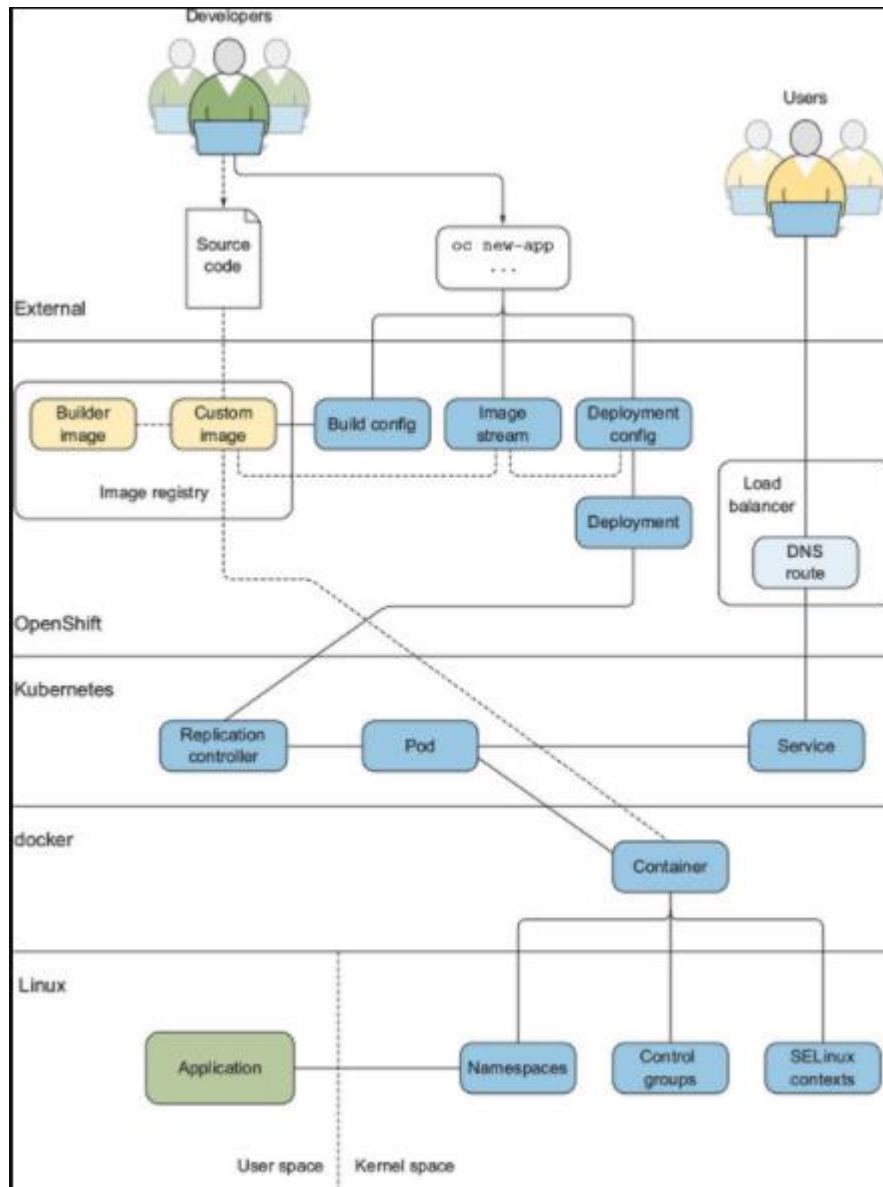 Developers
Users
Source
code
oc new-app
...
External
Builder
image
Custom
image
Build config
Image
stream
Deployment
config
Image registry
Load
balancer
Deployment
DNS
route
OpenShift
Kubernetes
Replication
controller
Pod
Service
docker
Container
Linux
Application
Namespaces
Control
groups
SELinux
contexts
User space
Kernel space